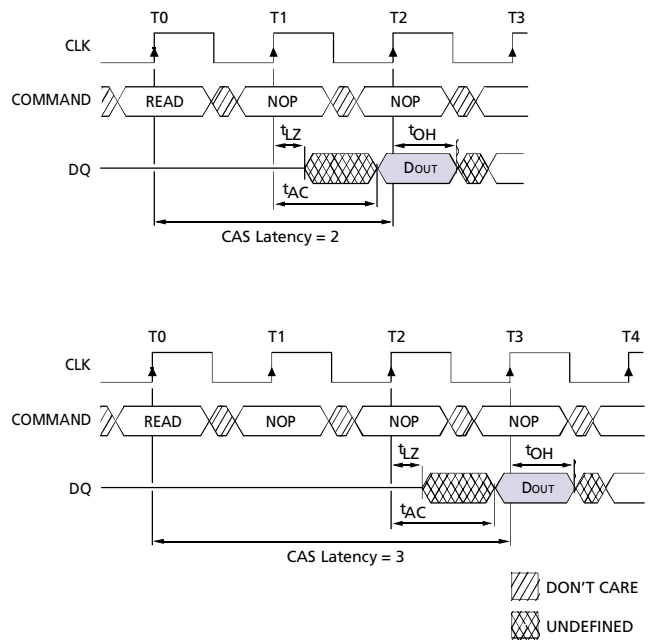 T0 T1 T2 T3
CLK
COMMAND READ NOP NOP
tLZ tOH
DQ DOUT
tAC
CAS Latency = 2
T0 T1 T2 T3 T4
CLK
COMMAND READ NOP NOP NOP
tLZ tOH
DQ DOUT
tAC
CAS Latency = 3
DON'T CARE
UNDEFINED